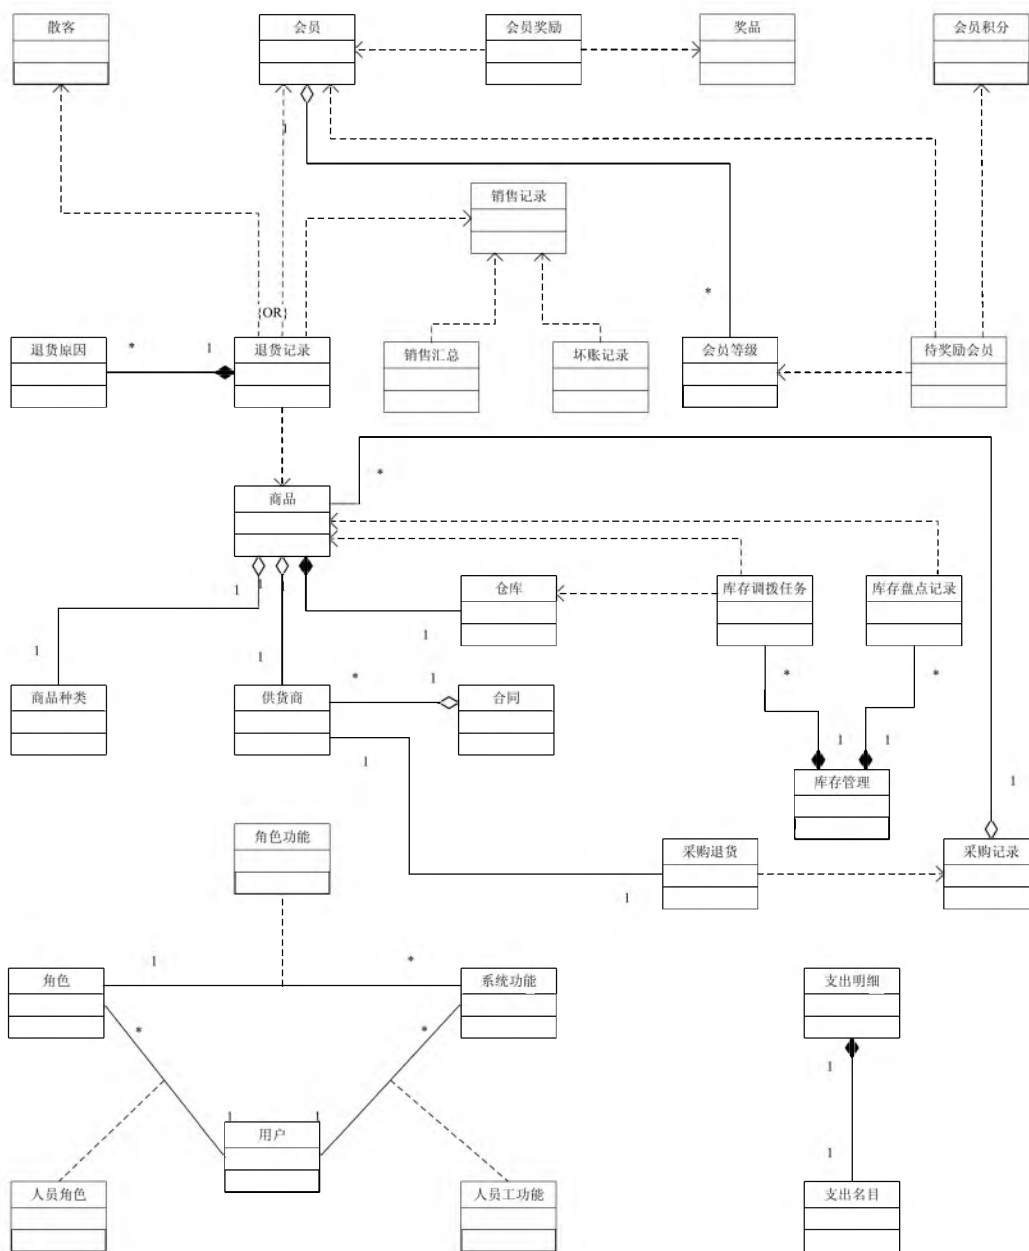 散客
会员
会员奖励
奖品
会员积分
1
销售记录
*
{OR}
退货原因
*
1
退货记录
销售汇总
坏账记录
会员等级
待奖励会员
*
商品
1
1
1
仓库
库存调拨任务
库存盘点记录
1
1
1
*
1
*
*
商品种类
供货商
合同
1
1
1
库存管理
1
角色功能
采购退货
采购记录
1
1
*
角色
系统功能
支出明细
*
*
1
1
1
用户
1
人员角色
人员工功能
支出名目